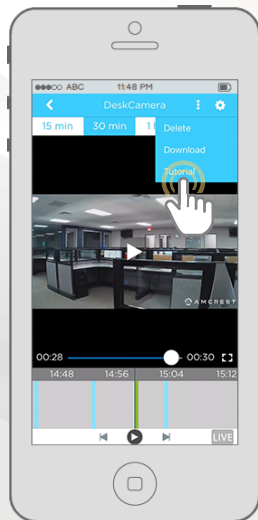 ABC 11:48 PM
DeskCamera
15 min 30 min 1
Delete
Download
Tutorial
AMCREST
00:28 00:30
14:48 14:56 15:04 15:12
LIVE